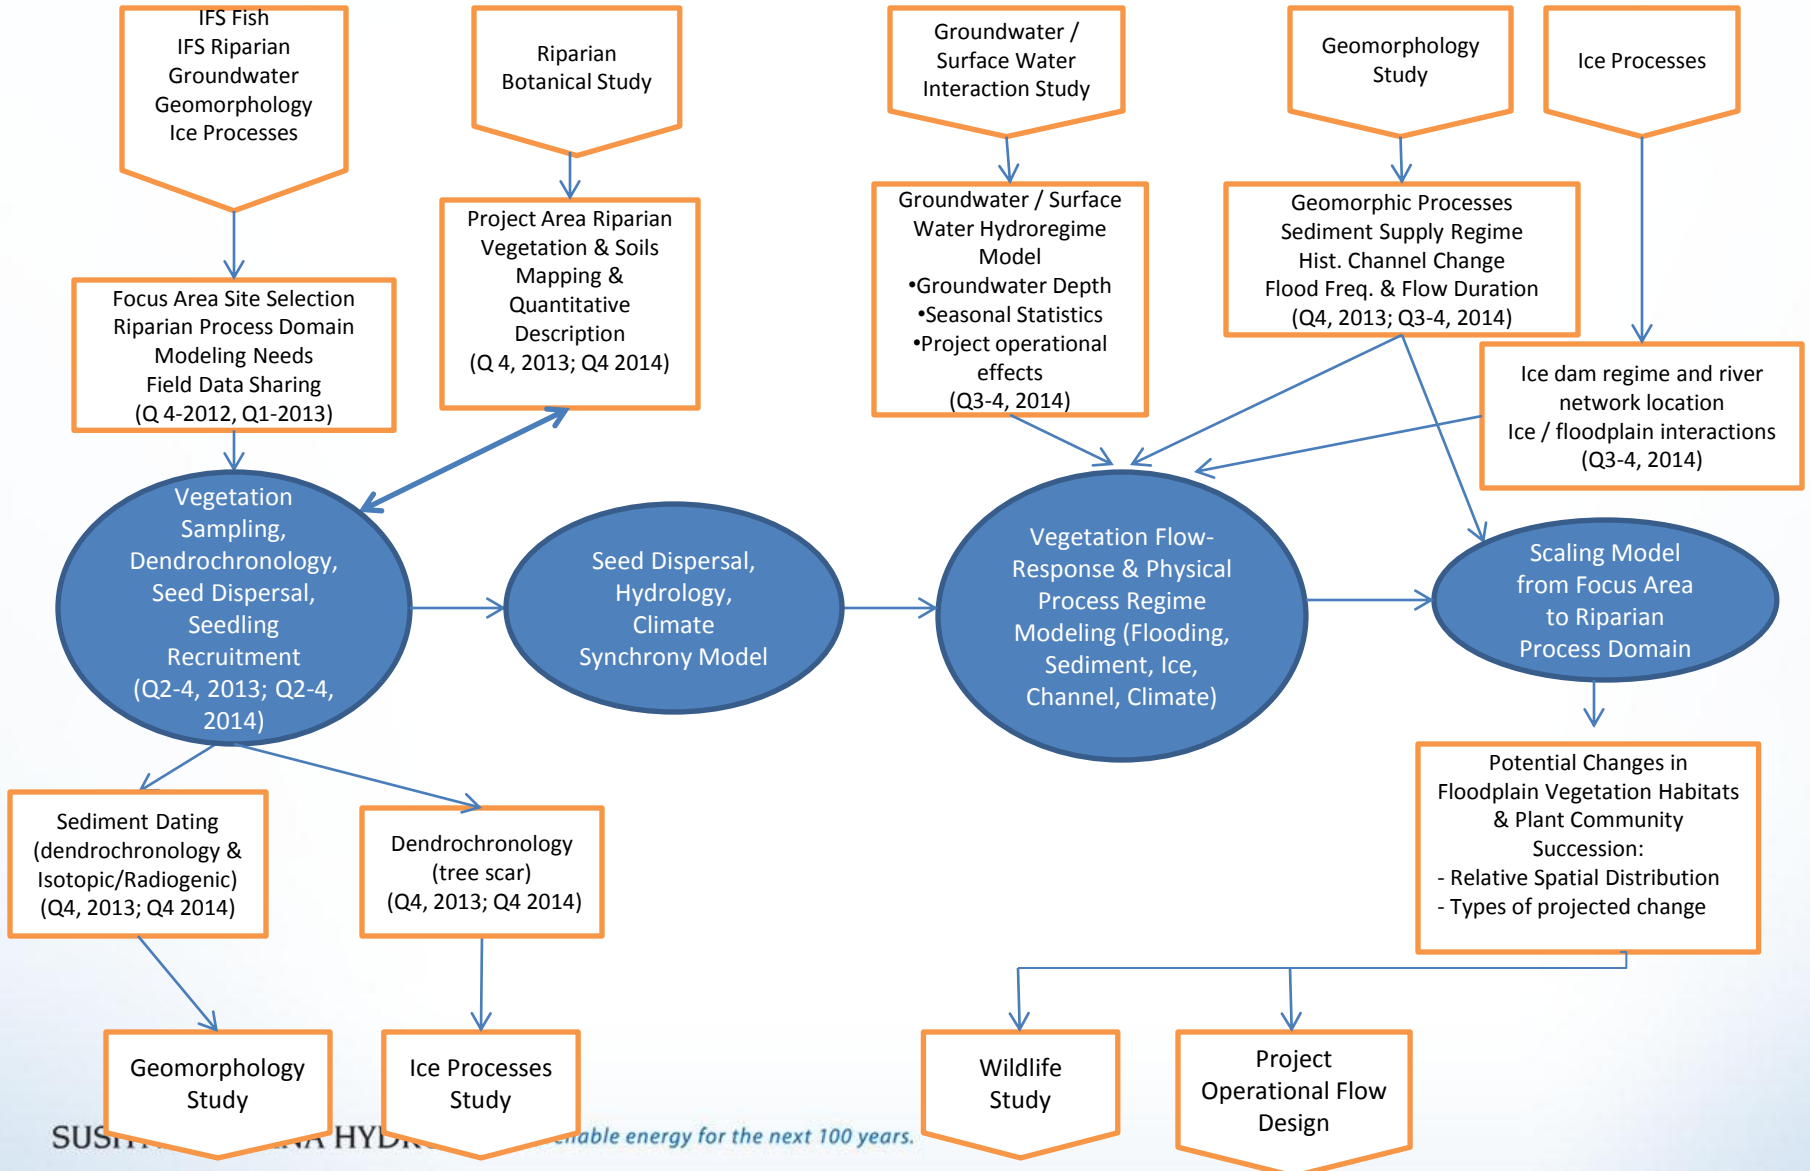 IFS Fish
IFS Riparian
Groundwater
Geomorphology
Ice Processes
Riparian
Botanical Study
Groundwater /
Surface Water
Interaction Study
Geomorphology
Study
Ice Processes
Focus Area Site Selection
Riparian Process Domain
Modeling Needs
Field Data Sharing
(Q 4-2012, Q1-2013)
Project Area Riparian
Vegetation & Soils
Mapping &
Quantitative
Description
(Q 4, 2013; Q4 2014)
Groundwater / Surface
Water Hydroregime
Model
•Groundwater Depth
•Seasonal Statistics
•Project operational
effects
(Q3-4, 2014)
Geomorphic Processes
Sediment Supply Regime
Hist. Channel Change
Flood Freq. & Flow Duration
(Q4, 2013; Q3-4, 2014)
Ice dam regime and river
network location
Ice / floodplain interactions
(Q3-4, 2014)
Vegetation
Sampling,
Dendrochronology,
Seed Dispersal,
Seedling
Recruitment
(Q2-4, 2013; Q2-4,
2014)
Seed Dispersal,
Hydrology,
Climate
Synchrony Model
Vegetation Flow-
Response & Physical
Process Regime
Modeling (Flooding,
Sediment, Ice,
Channel, Climate)
Scaling Model
from Focus Area
to Riparian
Process Domain
Sediment Dating
(dendrochronology &
Isotopic/Radiogenic)
(Q4, 2013; Q4 2014)
Dendrochronology
(tree scar)
(Q4, 2013; Q4 2014)
Potential Changes in
Floodplain Vegetation Habitats
& Plant Community
Succession:
- Relative Spatial Distribution
- Types of projected change
Geomorphology
Study
Ice Processes
Study
Wildlife
Study
Project
Operational Flow
Design
energy for the next 100 years.